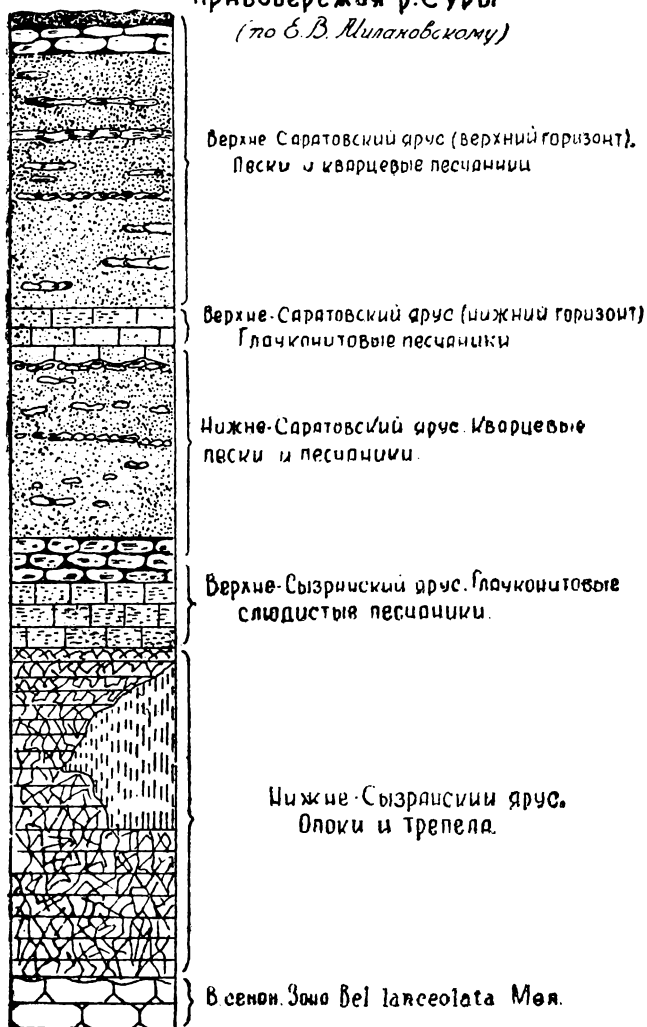 Правобережья р. Суры
(по Е. В. Милановскому)
Верхне Саратовский ярус (верхний горизонт).
Пески и кварцевые песчаники
Верхне-Саратовский ярус (нижний горизонт)
Глауконитовые песчаники
Нижне-Саратовский ярус. Кварцевые
пески и песчаники.
Верхне-Сызранский ярус. Глауконитовые
слюдистые песчаники.
Нижне-Сызранский ярус.
Опоки и трепела.
В. сенон. Зона Bel lanceolata